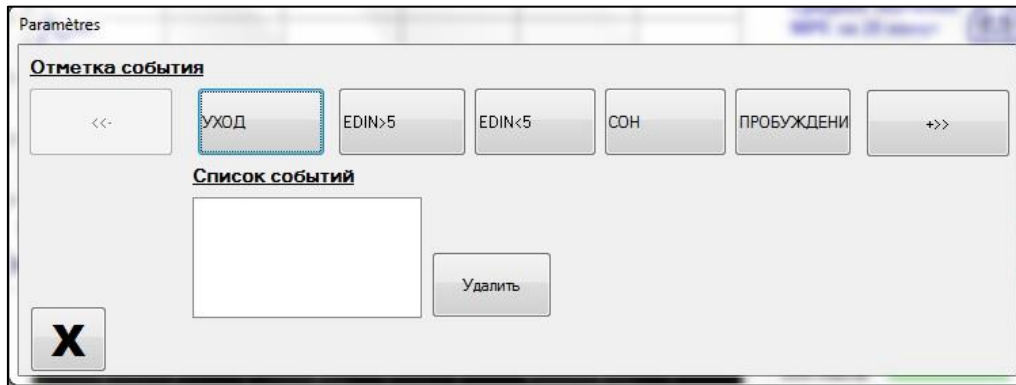 Paramètres
Отметка события
<<-
УХОД
EDIN>5
EDIN<5
СОН
ПРОБУЖДЕНИ
+>>
Список событий
Удалить
X